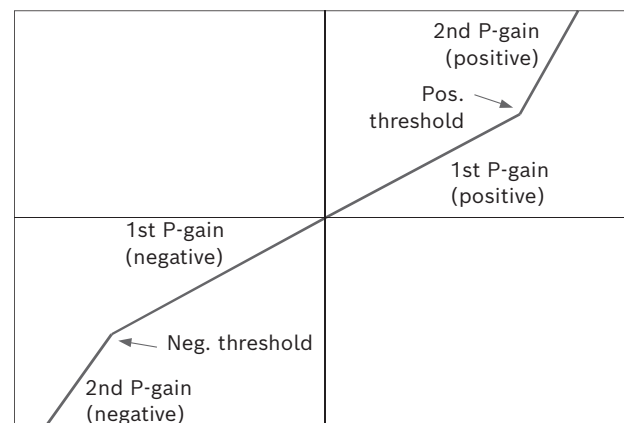 2nd P-gain
(positive)
Pos.
threshold
1st P-gain
(positive)
1st P-gain
(negative)
Neg. threshold
2nd P-gain
(negative)